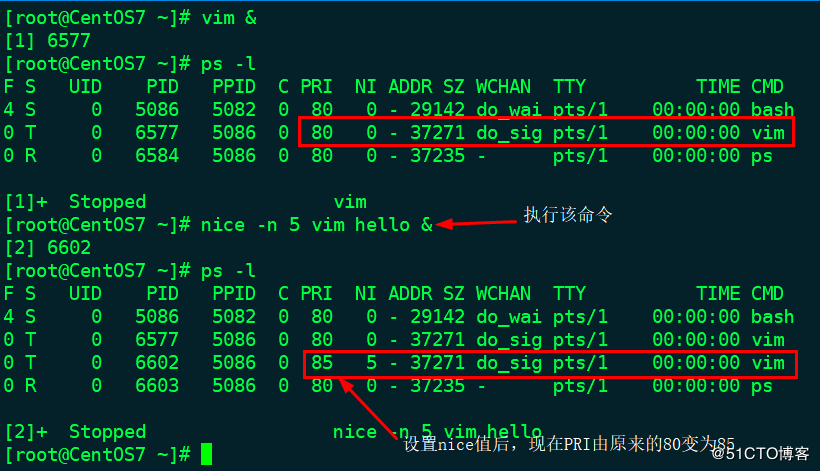 [root@CentOS7 ~]# vim &
[1] 6577
[root@CentOS7 ~]# ps -l
F S   UID    PID   PPID  C PRI  NI ADDR SZ WCHAN  TTY          TIME CMD
4 S     0   5086   5082  0  80   0 - 29142 do_wai pts/1    00:00:00 bash
0 T     0   6577   5086  0  80   0 - 37271 do_sig pts/1    00:00:00 vim
0 R     0   6584   5086  0  80   0 - 37235 -      pts/1    00:00:00 ps
[1]+  Stopped                 vim
[root@CentOS7 ~]# nice -n 5 vim hello &
执行该命令
[2] 6602
[root@CentOS7 ~]# ps -l
F S   UID    PID   PPID  C PRI  NI ADDR SZ WCHAN  TTY          TIME CMD
4 S     0   5086   5082  0  80   0 - 29142 do_wai pts/1    00:00:00 bash
0 T     0   6577   5086  0  80   0 - 37271 do_sig pts/1    00:00:00 vim
0 T     0   6602   5086  0  85   5 - 37271 do_sig pts/1    00:00:00 vim
0 R     0   6603   5086  0  80   0 - 37235 -      pts/1    00:00:00 ps
[2]+  Stopped                 nice -n 5 vim hello
设置nice值后，现在PRI由原来的80变为85
[root@CentOS7 ~]#
@51CTO博客